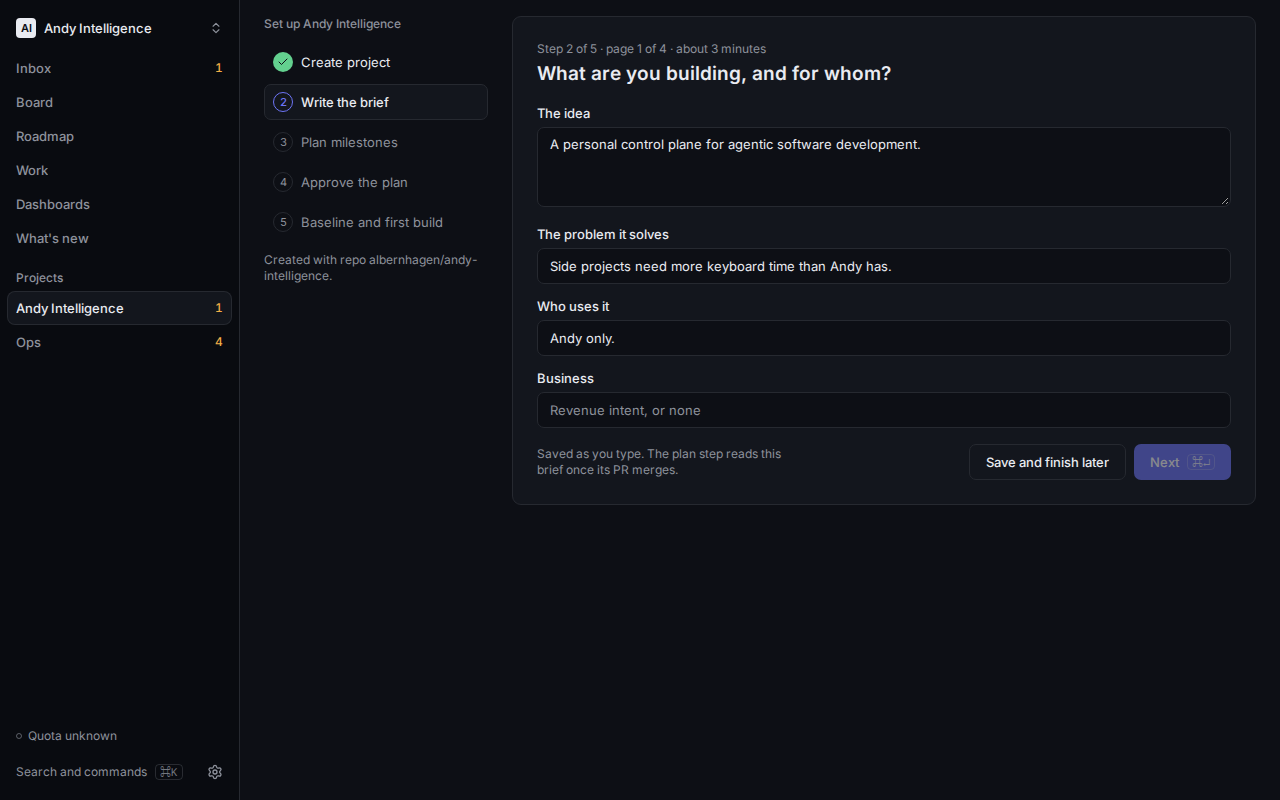 AI Andy Intelligence
Inbox 1
Board
Roadmap
Work
Dashboards
What's new
Projects
Andy Intelligence 1
Ops 4
Quota unknown
Search and commands ⌘K
Set up Andy Intelligence
Create project
2 Write the brief
3 Plan milestones
4 Approve the plan
5 Baseline and first build
Created with repo albernhagen/andy-
intelligence.
Step 2 of 5 · page 1 of 4 · about 3 minutes
What are you building, and for whom?
The idea
A personal control plane for agentic software development.
The problem it solves
Side projects need more keyboard time than Andy has.
Who uses it
Andy only.
Business
Revenue intent, or none
Saved as you type. The plan step reads this
brief once its PR merges.
Save and finish later
Next ⌘↵